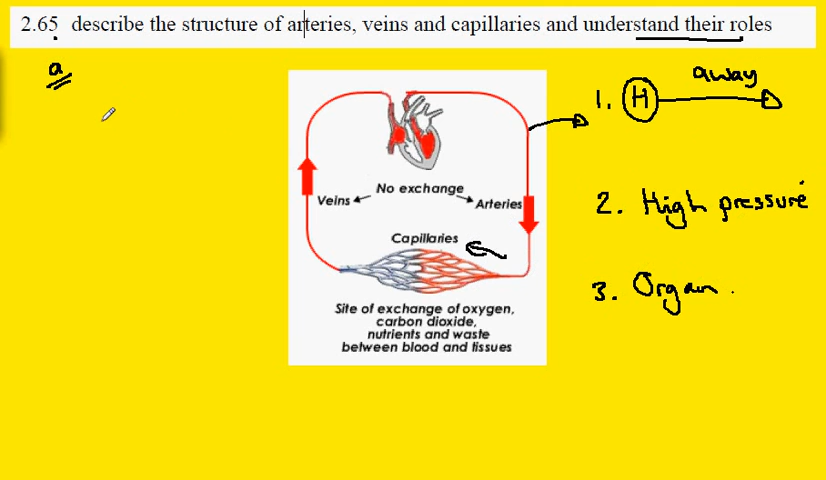 2.65 describe the structure of arteries, veins and capillaries and understand their roles
a
1. H away
No exchange
Veins
Arteries
2. High pressure
Capillaries
3. Organ.
Site of exchange of oxygen,
carbon dioxide,
nutrients and waste
between blood and tissues